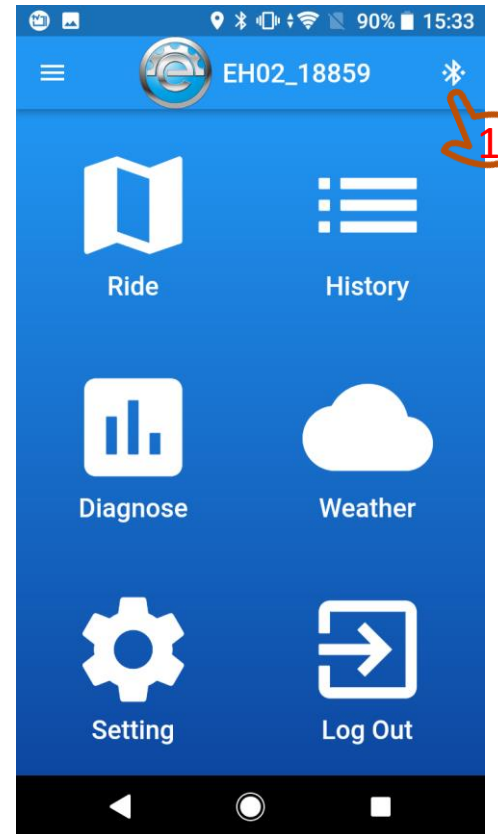 90% 15:33
e EH02_18859
1
Ride History
Diagnose Weather
Setting Log Out